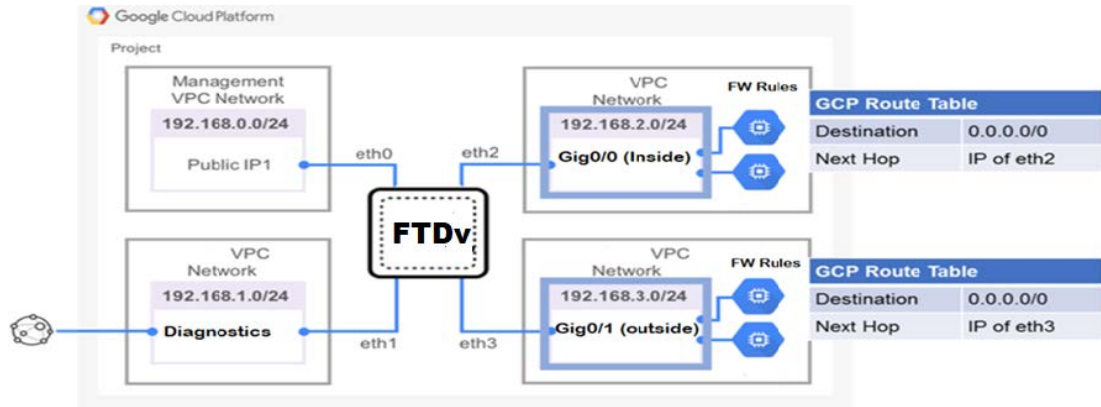 Google Cloud Platform
Project
Management
VPC Network
192.168.0.0/24
Public IP1
eth0
eth2
VPC
Network
192.168.2.0/24
Gig0/0 (Inside)
FW Rules
GCP Route Table
Destination 0.0.0.0/0
Next Hop IP of eth2
FTDv
VPC
Network
192.168.1.0/24
Diagnostics
eth1
eth3
VPC
Network
192.168.3.0/24
Gig0/1 (outside)
FW Rules
GCP Route Table
Destination 0.0.0.0/0
Next Hop IP of eth3